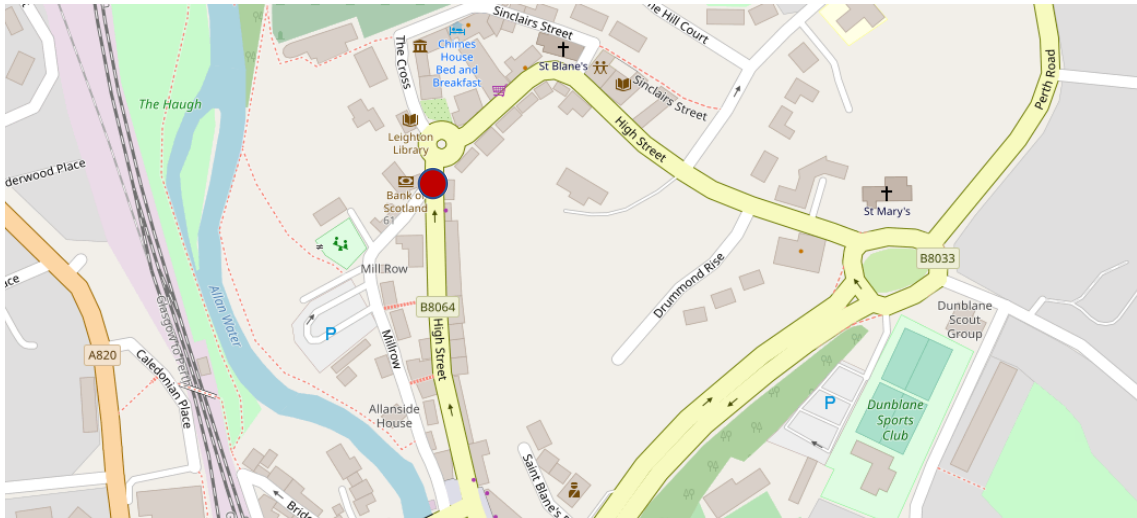 Sinclairs Street
The Hill Court
The Cross
Chimes
House
Bed and
Breakfast
St Blane's
Sinclairs Street
Perth Road
The Haugh
Leighton
Library
High Street
derwood Place
Bank of
Scotland
61
St Mary's
8
Mill Row
B8033
Drummond Rise
Allan Water
Glasgow to Perth
B8064
P
Millrow
High Street
Dunblane
Scout
Group
A820
Caledonian Place
Allanside
House
P
Dunblane
Sports
Club
Saint Blane's
Bridg